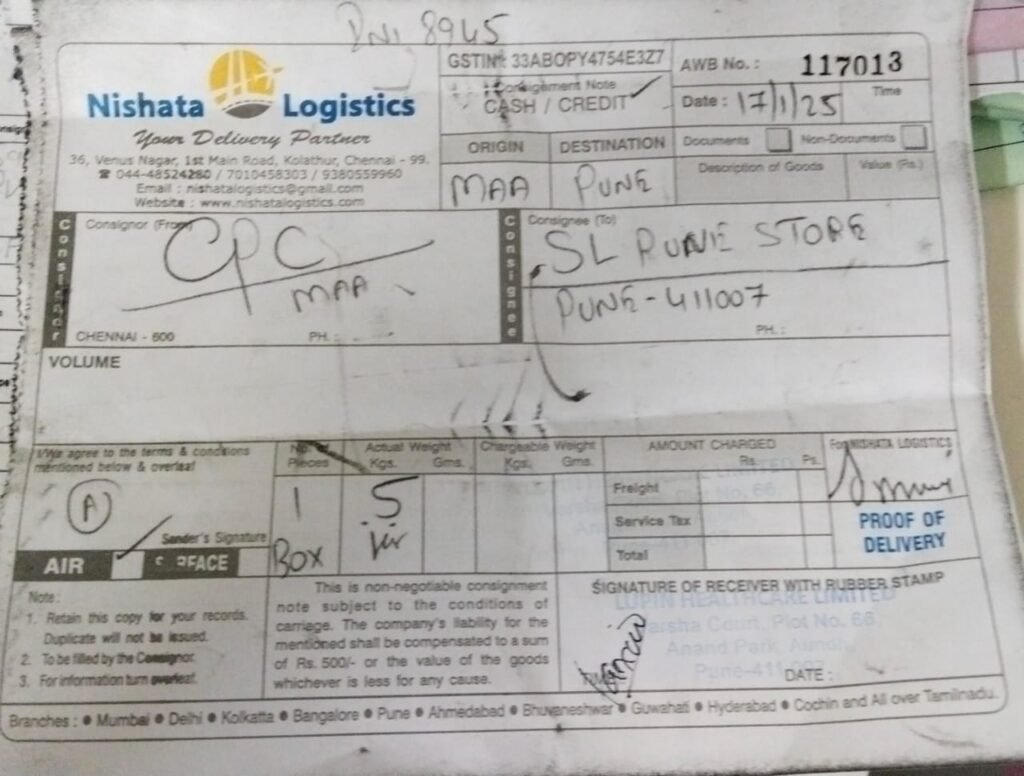 8945
GSTIN: 33ABOPY4754E3Z7
Consignment Note
CASH / CREDIT
AWB No. : 117013
Date : 17/1/25
Time
Nishata Logistics
Your Delivery Partner
36, Venus Nagar, 1st Main Road, Kolathur, Chennai - 99.
☎ 044-48524280 / 7010458303 / 9380559960
Email : nishatalogistics@gmail.com
Website : www.nishatalogistics.com
ORIGIN
DESTINATION
Documents
Non-Documents
MAA
PUNE
Description of Goods
Value (Rs.)
Consignor
Consignor (From)
CPC
MAA
CHENNAI - 600
PH. :
Consignee
Consignee (To)
SL PUNE STORE
PUNE - 411007
PH. :
VOLUME
I/We agree to the terms & conditions
mentioned below & overleaf
No. of Pieces
Actual Weight
Kgs. Gms.
Chargeable Weight
Kgs. Gms.
AMOUNT CHARGED
Rs. Ps.
For NISHATA LOGISTICS
A
Sender's Signature
1
BOX
5
Freight
Service Tax
Total
PROOF OF
DELIVERY
AIR
SURFACE
Note :
1. Retain this copy for your records.
Duplicate will not be issued.
2. To be filled by the Consignor.
3. For information turn overleaf.
This is non-negotiable consignment
note subject to the conditions of
carriage. The company's liability for the
mentioned shall be compensated to a sum
of Rs. 500/- or the value of the goods
whichever is less for any cause.
SIGNATURE OF RECEIVER WITH RUBBER STAMP
LUPIN HEALTHCARE LIMITED
Varsha Court, Plot No. 66,
Anand Park, Aundh,
Pune-411 007
DATE :
Branches : ● Mumbai ● Delhi ● Kolkatta ● Bangalore ● Pune ● Ahmedabad ● Bhuvaneshwar ● Guwahati ● Hyderabad ● Cochin and All over Tamilnadu.